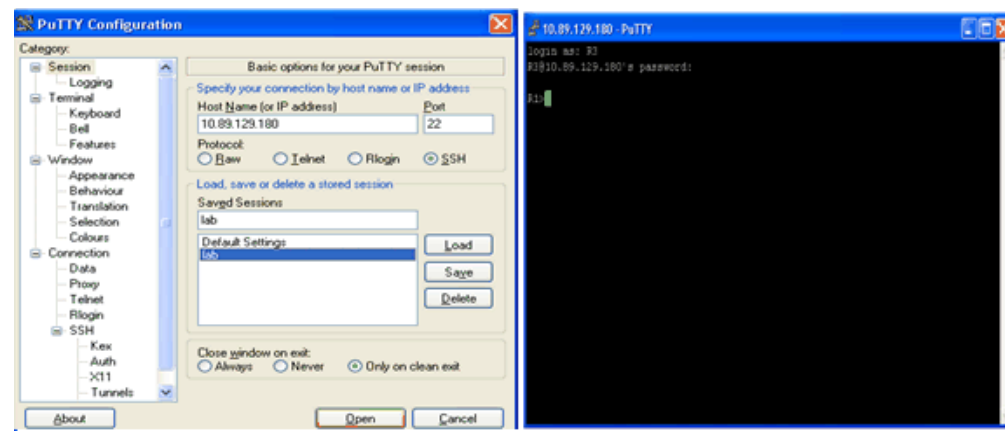 PuTTY Configuration
Category:
Session
Logging
Terminal
Keyboard
Bell
Features
Window
Appearance
Behaviour
Translation
Selection
Colours
Connection
Data
Proxy
Telnet
Rlogin
SSH
Kex
Auth
X11
Tunnels
Basic options for your PuTTY session
Specify your connection by host name or IP address
Host Name (or IP address) Port
10.89.129.180 22
Protocol:
Raw Telnet Rlogin SSH
Load, save or delete a stored session
Saved Sessions
lab
Default Settings
lab
Load
Save
Delete
Close window on exit:
Always Never Only on clean exit
About Open Cancel
10.89.129.180 - PuTTY
login as: R3
R3@10.89.129.180's password:
R1>